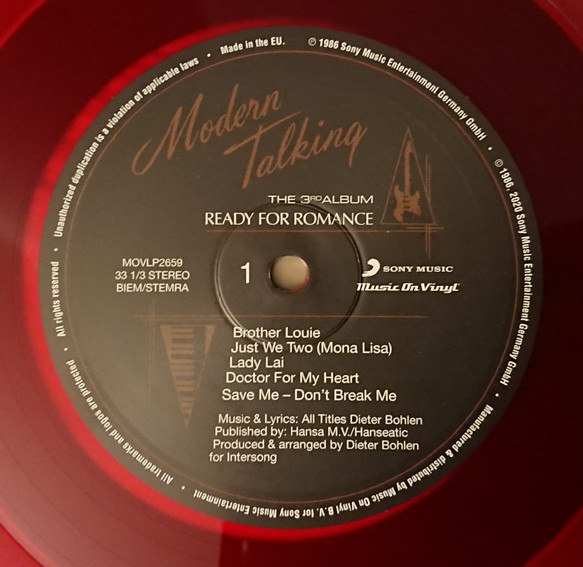 Modern
Talking
THE 3RD ALBUM
READY FOR ROMANCE
MOVLP2659
33 1/3 STEREO
BIEM/STEMRA
1
SONY MUSIC
Music On Vinyl
Brother Louie
Just We Two (Mona Lisa)
Lady Lai
Doctor For My Heart
Save Me – Don't Break Me
Music & Lyrics: All Titles Dieter Bohlen
Published by: Hansa M.V./Hanseatic
Produced & arranged by Dieter Bohlen
for Intersong
℗ 1986 Sony Music Entertainment Germany GmbH • © 1986, 2020 Sony Music Entertainment Germany GmbH • Manufactured & distributed by Music On Vinyl B.V. for Sony Music Entertainment • All trademarks and logos are protected • All rights reserved • Unauthorized duplication is a violation of applicable laws • Made in the EU.